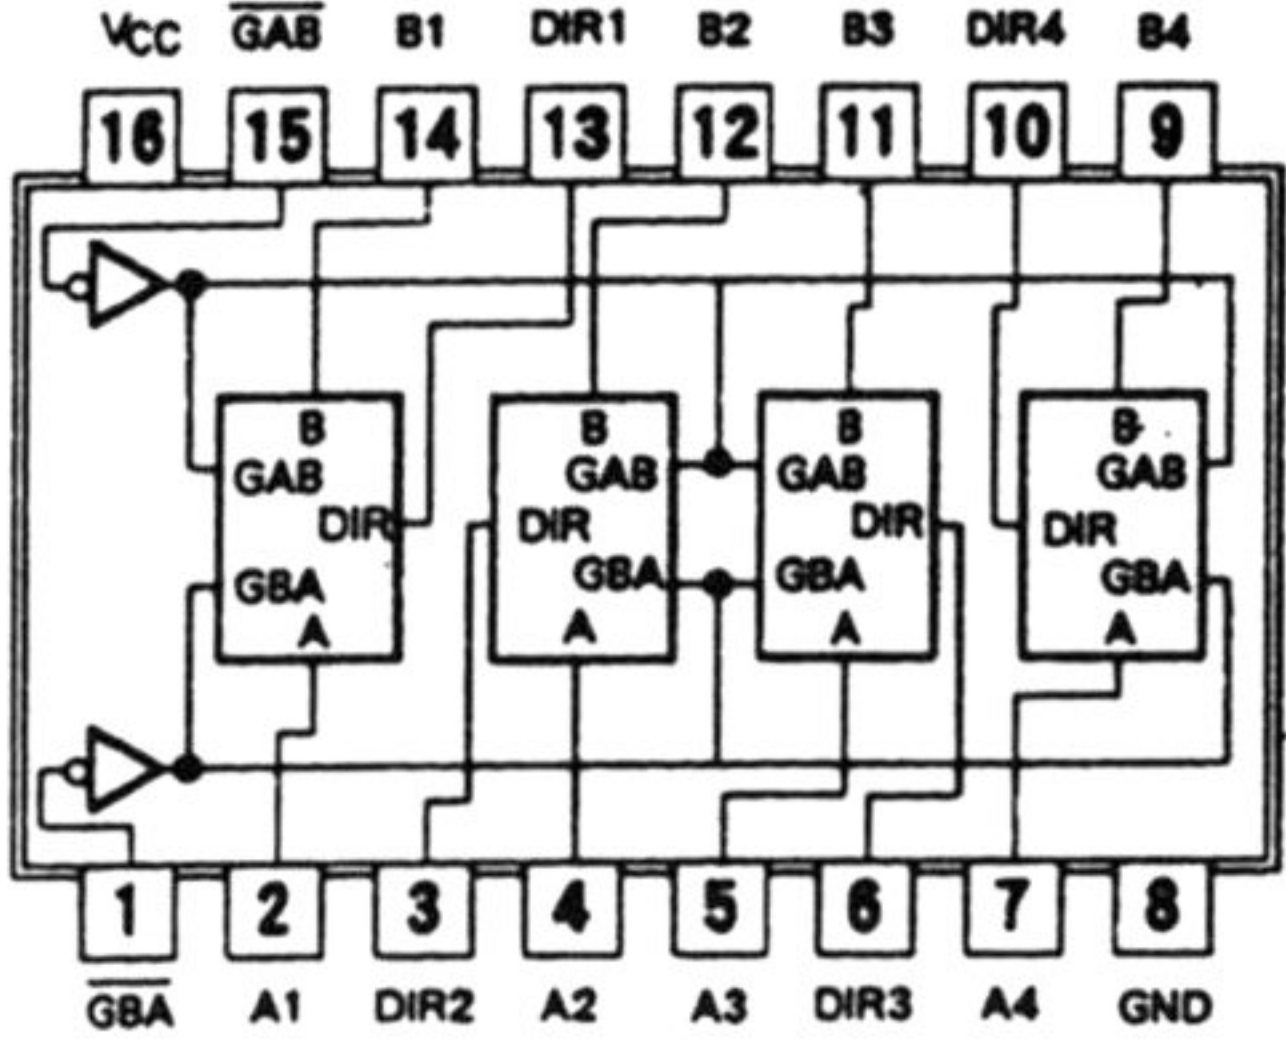 VCC G̅A̅B̅ B1 DIR1 B2 B3 DIR4 B4
16 15 14 13 12 11 10 9
B B B B
GAB GAB GAB GAB
DIR DIR DIR DIR
GBA GBA GBA GBA
A A A A
1 2 3 4 5 6 7 8
G̅B̅A̅ A1 DIR2 A2 A3 DIR3 A4 GND